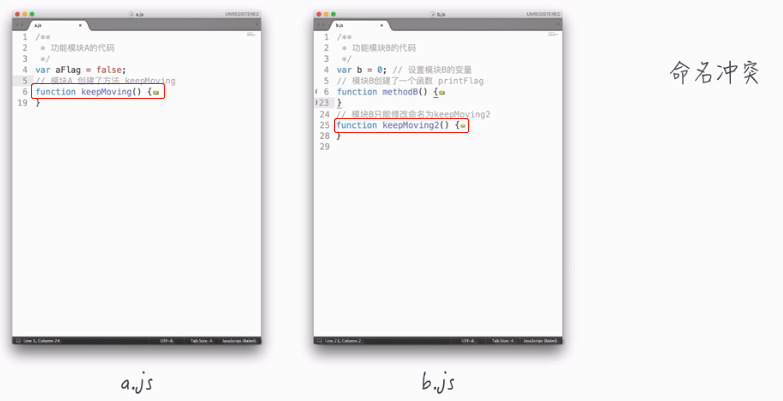 a.js
UNREGISTERED
a.js
1 /**
2 * 功能模块A的代码
3 */
4 var aFlag = false;
5 // 模块A 创建了方法 keepMoving
6 function keepMoving() {
19 }
Line 5, Column 24
UTF-8
Tab Size: 4
JavaScript (Babel)
a.js
b.js
UNREGISTERED
b.js
1 /**
2 * 功能模块B的代码
3 */
4 var b = 0; // 设置模块B的变量
5 // 模块B创建了一个函数 printFlag
6 function methodB() {
23 }
24 // 模块B只能修改命名为keepMoving2
25 function keepMoving2() {
28 }
29
Line 23, Column 2
UTF-8
Tab Size: 4
JavaScript (Babel)
b.js
命名冲突